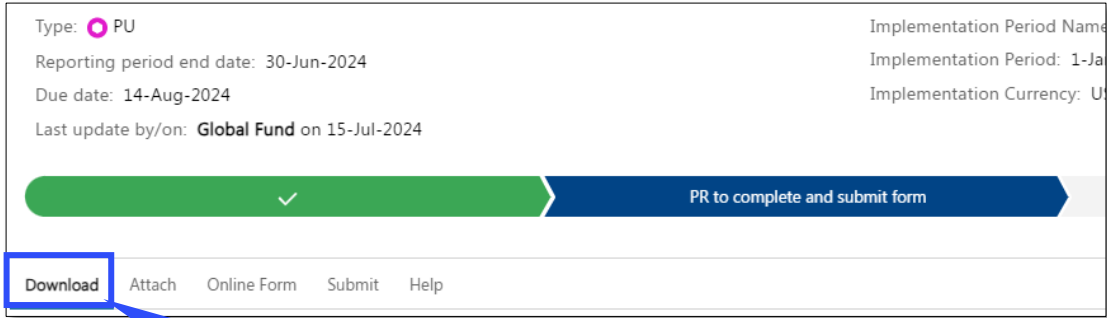 Type: PU
Reporting period end date: 30-Jun-2024
Due date: 14-Aug-2024
Last update by/on: Global Fund on 15-Jul-2024
Implementation Period Name
Implementation Period: 1-Ja
Implementation Currency: US
PR to complete and submit form
Download Attach Online Form Submit Help